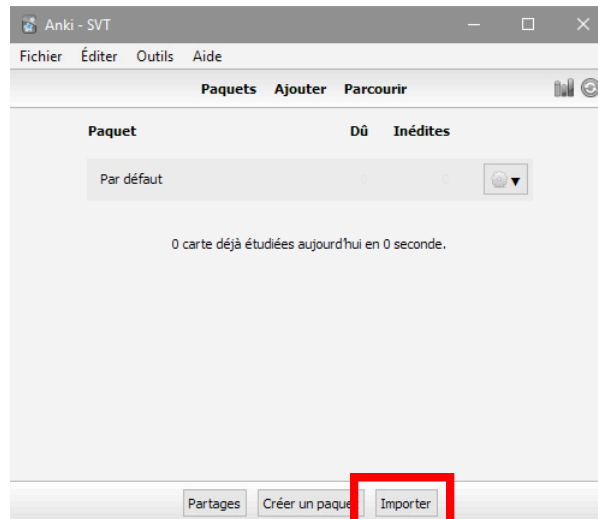 Anki - SVT
Fichier Éditer Outils Aide
Paquets Ajouter Parcourir
Paquet Dû Inédites
Par défaut 0 0
0 carte déjà étudiées aujourd'hui en 0 seconde.
Partages Créer un paquet Importer